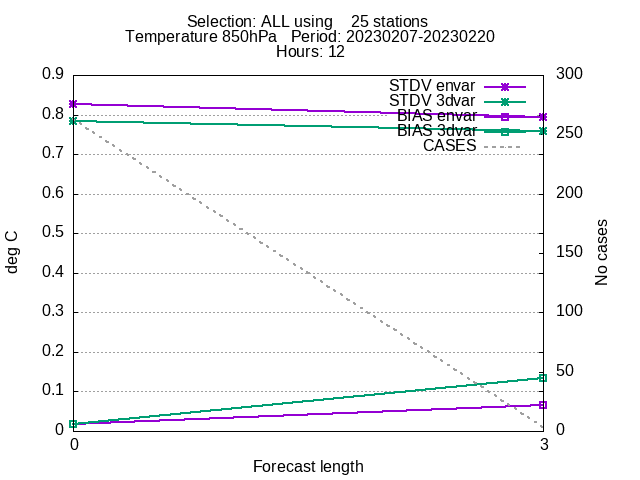 Selection: ALL using    25 stations
Temperature 850hPa   Period: 20230207-20230220
Hours: 12
0.9
0.8
0.7
0.6
0.5
0.4
0.3
0.2
0.1
0
deg C
STDV envar
STDV 3dvar
BIAS envar
BIAS 3dvar
CASES
300
250
200
150
100
50
0
No cases
0
3
Forecast length